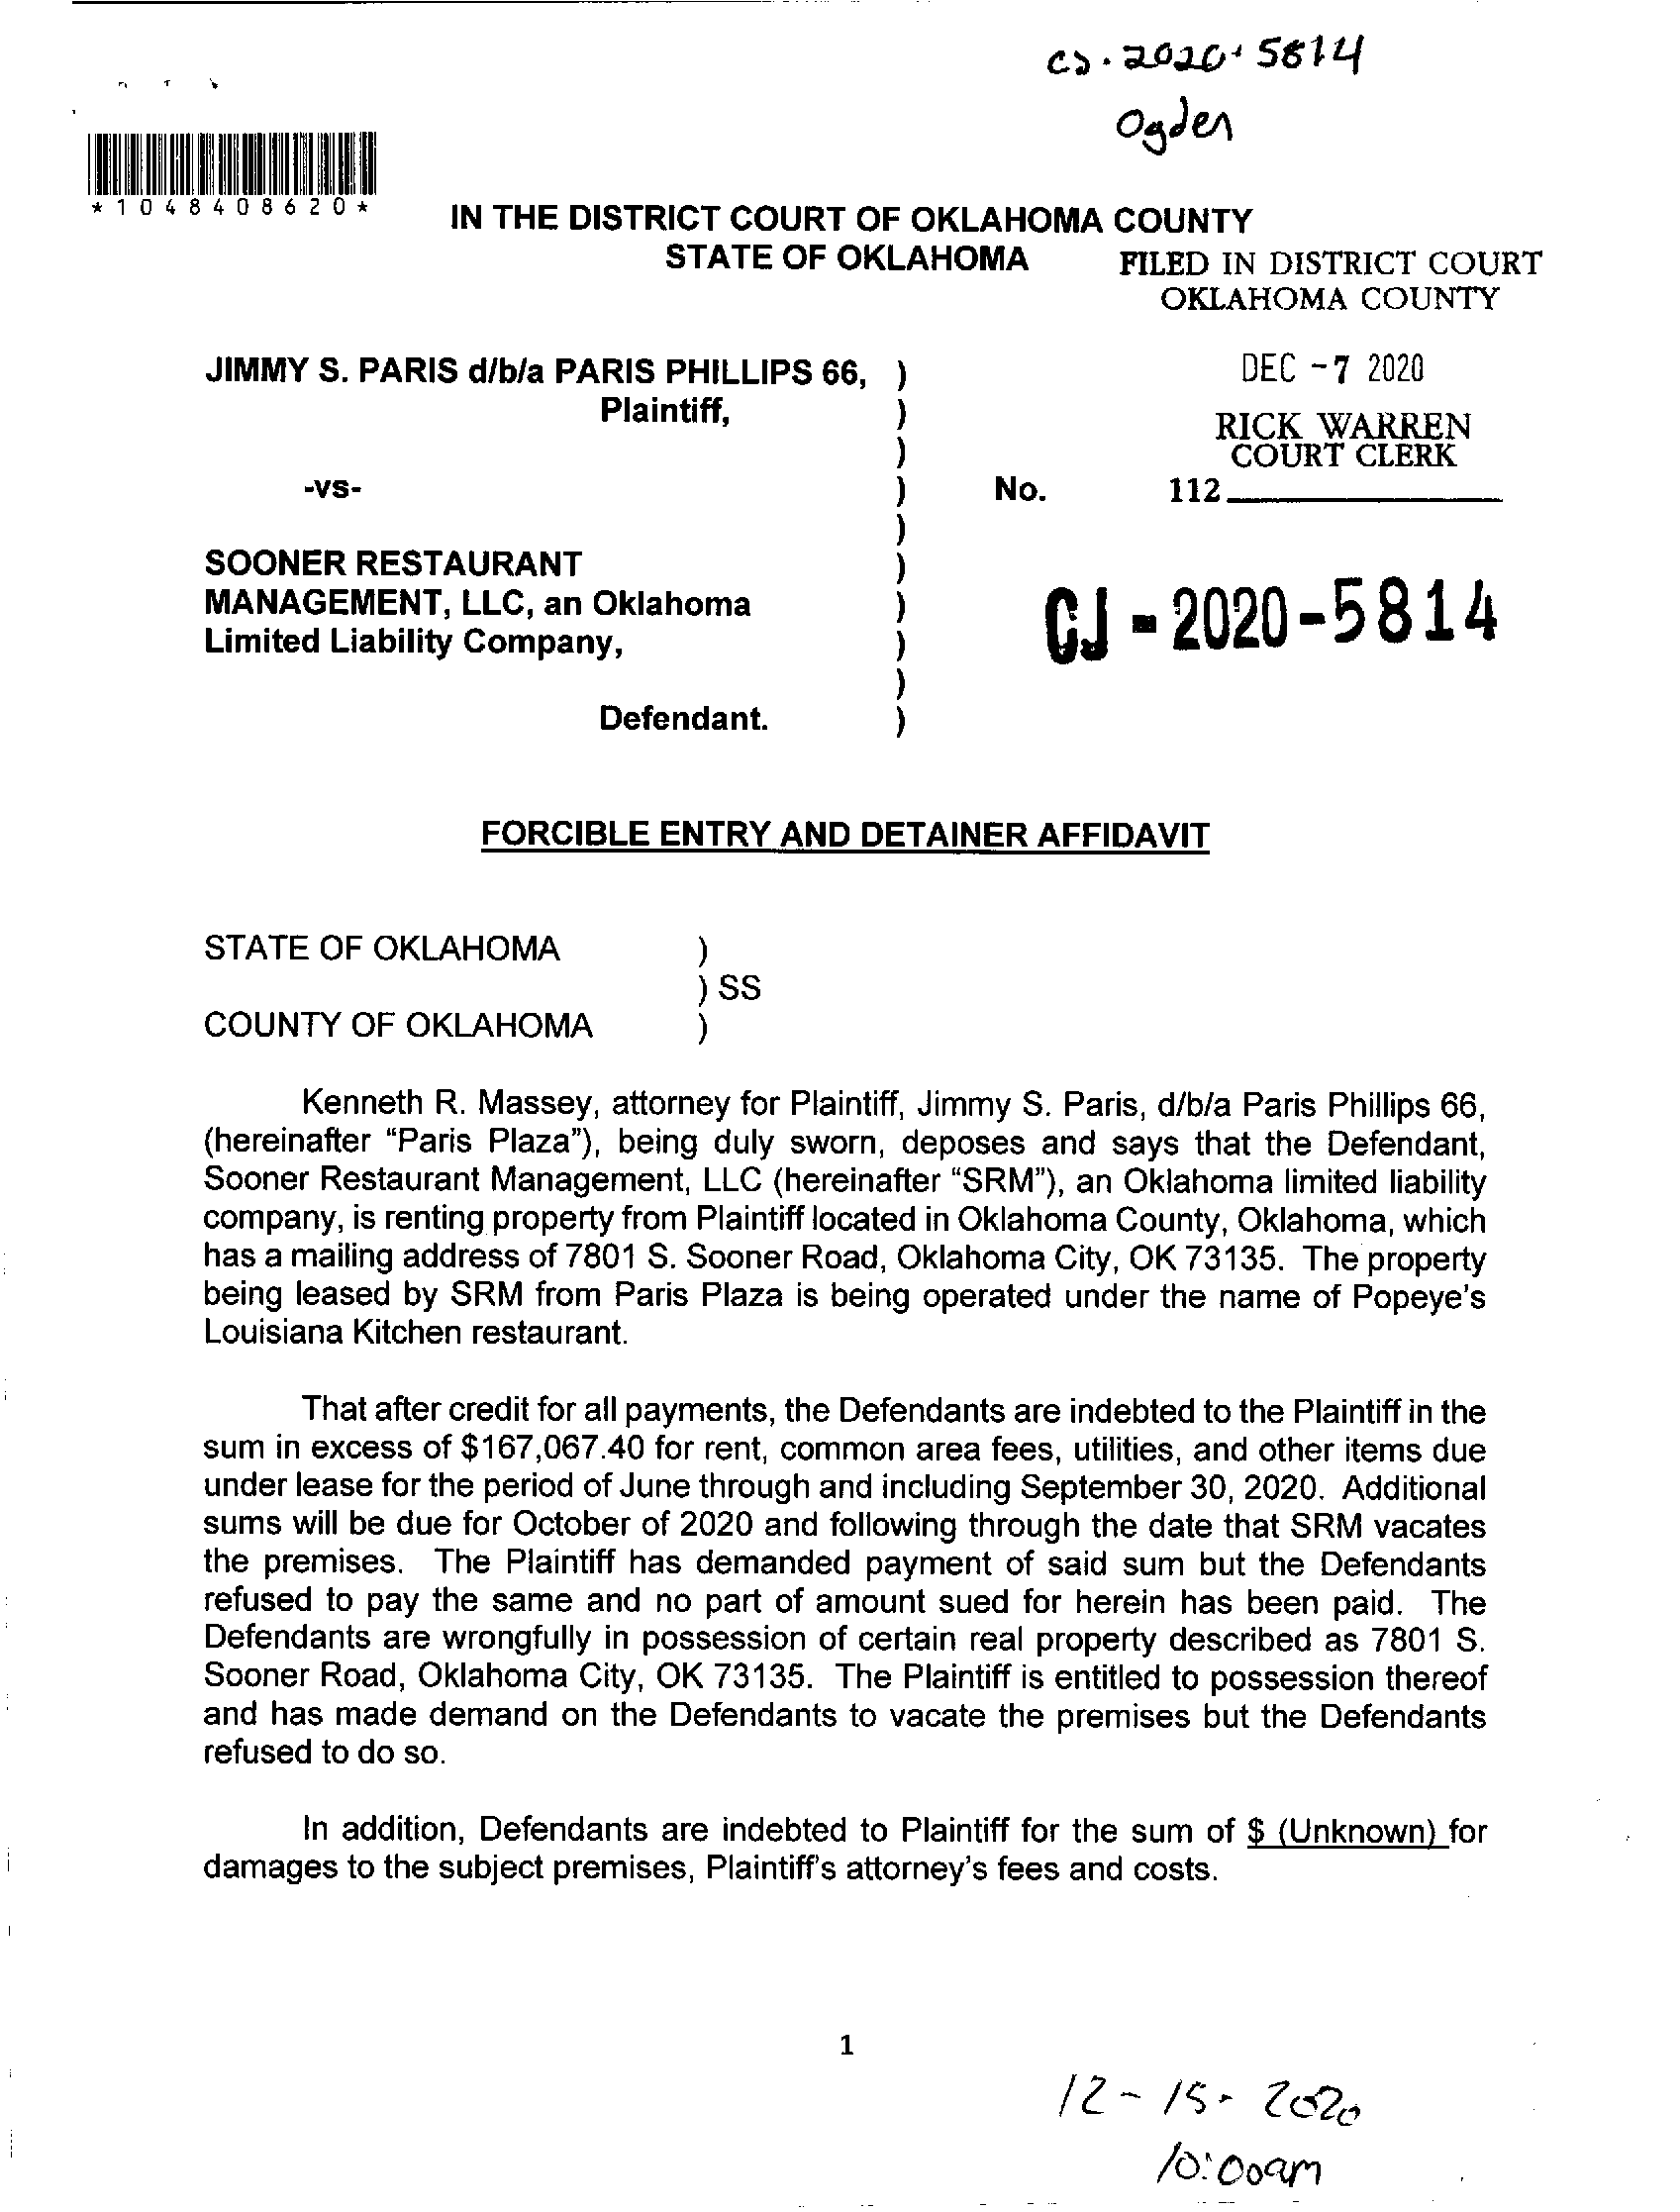 CJ-2020-5814
Ogden
*1048408620*
IN THE DISTRICT COURT OF OKLAHOMA COUNTY
STATE OF OKLAHOMA
FILED IN DISTRICT COURT
OKLAHOMA COUNTY
JIMMY S. PARIS d/b/a PARIS PHILLIPS 66, )
DEC -7 2020
Plaintiff, )
RICK WARREN
) COURT CLERK
-vs- ) No. 112
)
SOONER RESTAURANT )
MANAGEMENT, LLC, an Oklahoma ) CJ - 2020-5814
Limited Liability Company, )
)
Defendant. )
FORCIBLE ENTRY AND DETAINER AFFIDAVIT
STATE OF OKLAHOMA )
) SS
COUNTY OF OKLAHOMA )
Kenneth R. Massey, attorney for Plaintiff, Jimmy S. Paris, d/b/a Paris Phillips 66,
(hereinafter “Paris Plaza”), being duly sworn, deposes and says that the Defendant,
Sooner Restaurant Management, LLC (hereinafter “SRM”), an Oklahoma limited liability
company, is renting property from Plaintiff located in Oklahoma County, Oklahoma, which
has a mailing address of 7801 S. Sooner Road, Oklahoma City, OK 73135. The property
being leased by SRM from Paris Plaza is being operated under the name of Popeye's
Louisiana Kitchen restaurant.
That after credit for all payments, the Defendants are indebted to the Plaintiff in the
sum in excess of $167,067.40 for rent, common area fees, utilities, and other items due
under lease for the period of June through and including September 30, 2020. Additional
sums will be due for October of 2020 and following through the date that SRM vacates
the premises. The Plaintiff has demanded payment of said sum but the Defendants
refused to pay the same and no part of amount sued for herein has been paid. The
Defendants are wrongfully in possession of certain real property described as 7801 S.
Sooner Road, Oklahoma City, OK 73135. The Plaintiff is entitled to possession thereof
and has made demand on the Defendants to vacate the premises but the Defendants
refused to do so.
In addition, Defendants are indebted to Plaintiff for the sum of $ (Unknown) for
damages to the subject premises, Plaintiff's attorney's fees and costs.
1
12-15-2020
10:00am